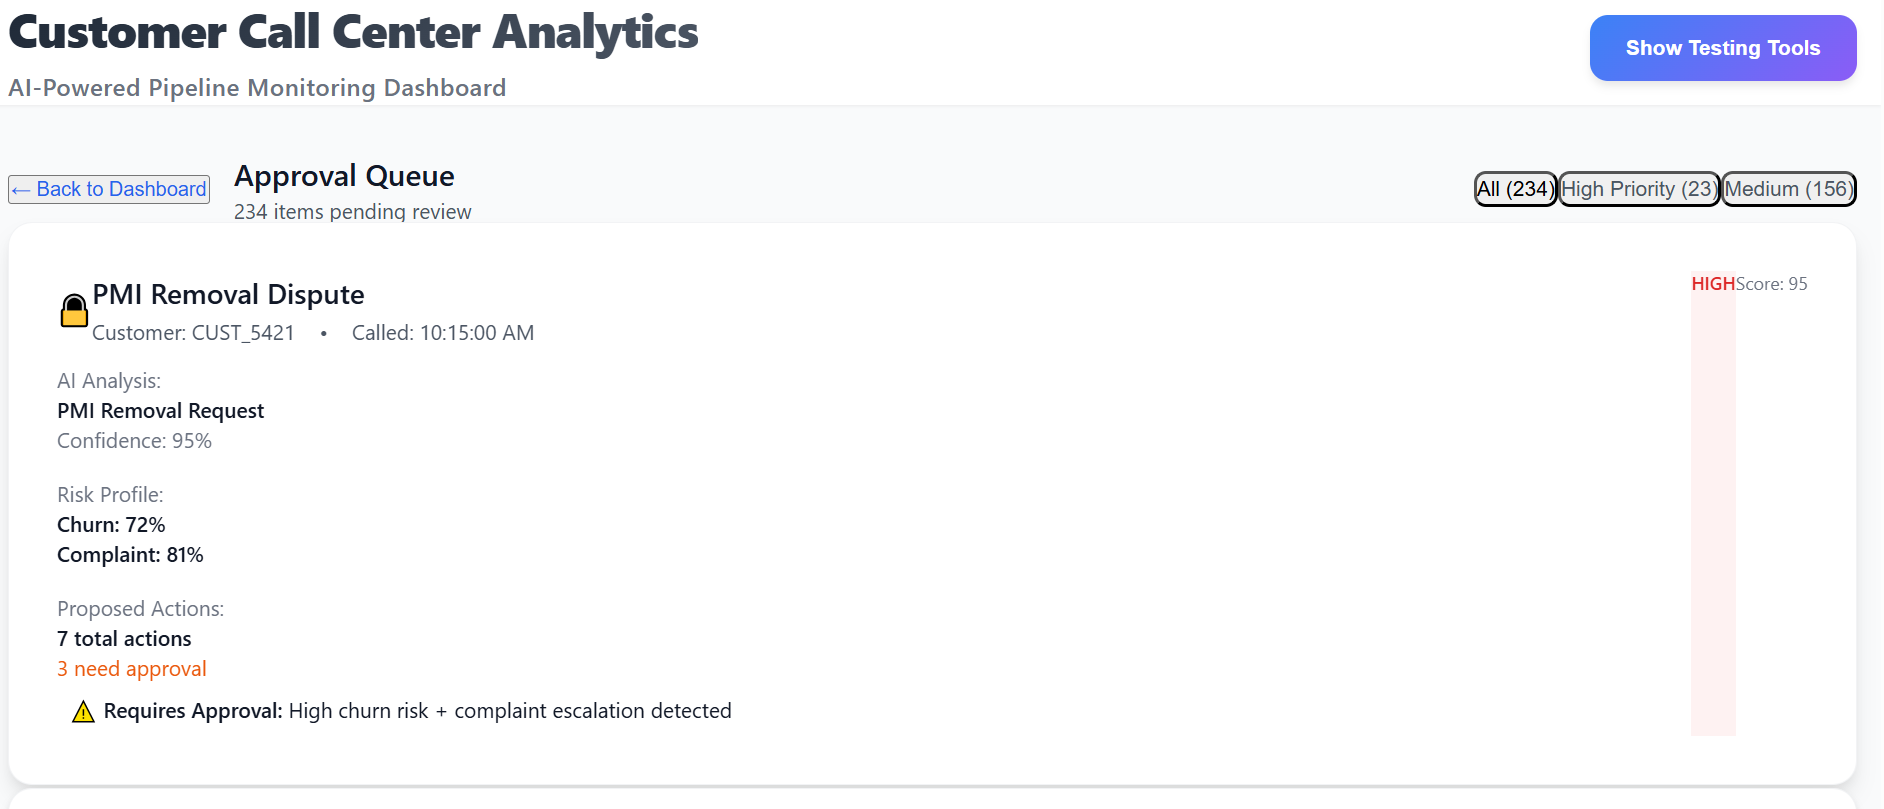 Customer Call Center Analytics
Show Testing Tools
AI-Powered Pipeline Monitoring Dashboard
← Back to Dashboard
Approval Queue
234 items pending review
All (234)
High Priority (23)
Medium (156)
PMI Removal Dispute
HIGH
Score: 95
Customer: CUST_5421 • Called: 10:15:00 AM
AI Analysis:
PMI Removal Request
Confidence: 95%
Risk Profile:
Churn: 72%
Complaint: 81%
Proposed Actions:
7 total actions
3 need approval
⚠️ Requires Approval: High churn risk + complaint escalation detected